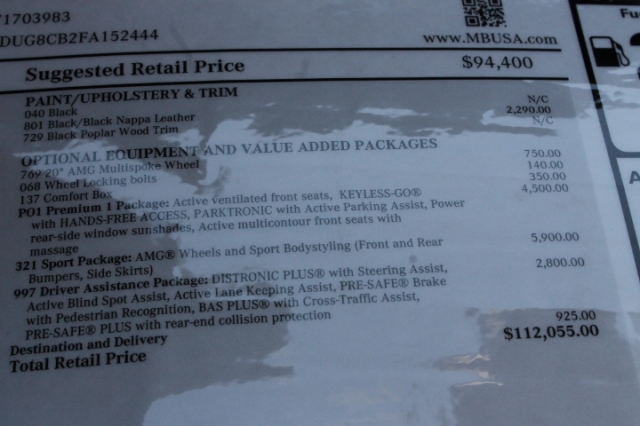 71703983
DUG8CB2FA152444
www.MBUSA.com
Suggested Retail Price $94,400
PAINT/UPHOLSTERY & TRIM
040 Black N/C
801 Black/Black Nappa Leather 2,290.00
729 Black Poplar Wood Trim N/C
OPTIONAL EQUIPMENT AND VALUE ADDED PACKAGES
769 20" AMG Multispoke Wheel 750.00
068 Wheel Locking bolts 140.00
137 Comfort Box 350.00
PO1 Premium 1 Package: Active ventilated front seats, KEYLESS-GO® 4,500.00
with HANDS-FREE ACCESS, PARKTRONIC with Active Parking Assist, Power
rear-side window sunshades, Active multicontour front seats with
massage
321 Sport Package: AMG® Wheels and Sport Bodystyling (Front and Rear 5,900.00
Bumpers, Side Skirts)
997 Driver Assistance Package: DISTRONIC PLUS® with Steering Assist, 2,800.00
Active Blind Spot Assist, Active Lane Keeping Assist, PRE-SAFE® Brake
with Pedestrian Recognition, BAS PLUS® with Cross-Traffic Assist,
PRE-SAFE® PLUS with rear-end collision protection
Destination and Delivery 925.00
Total Retail Price $112,055.00
Fu
A